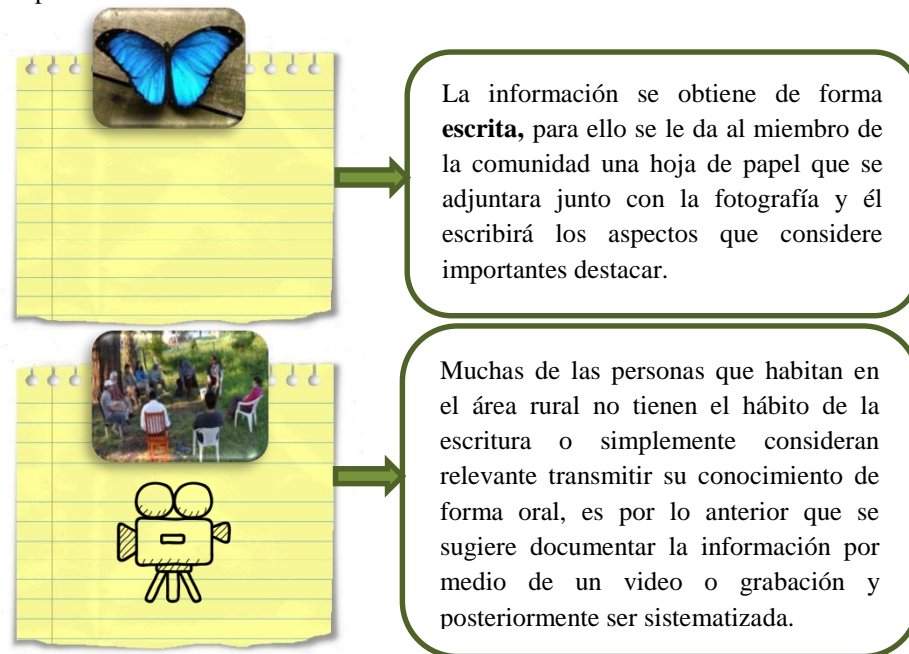 La información se obtiene de forma
escrita, para ello se le da al miembro de
la comunidad una hoja de papel que se
adjuntara junto con la fotografía y él
escribirá los aspectos que considere
importantes destacar.
Muchas de las personas que habitan en
el área rural no tienen el hábito de la
escritura o simplemente consideran
relevante transmitir su conocimiento de
forma oral, es por lo anterior que se
sugiere documentar la información por
medio de un video o grabación y
posteriormente ser sistematizada.